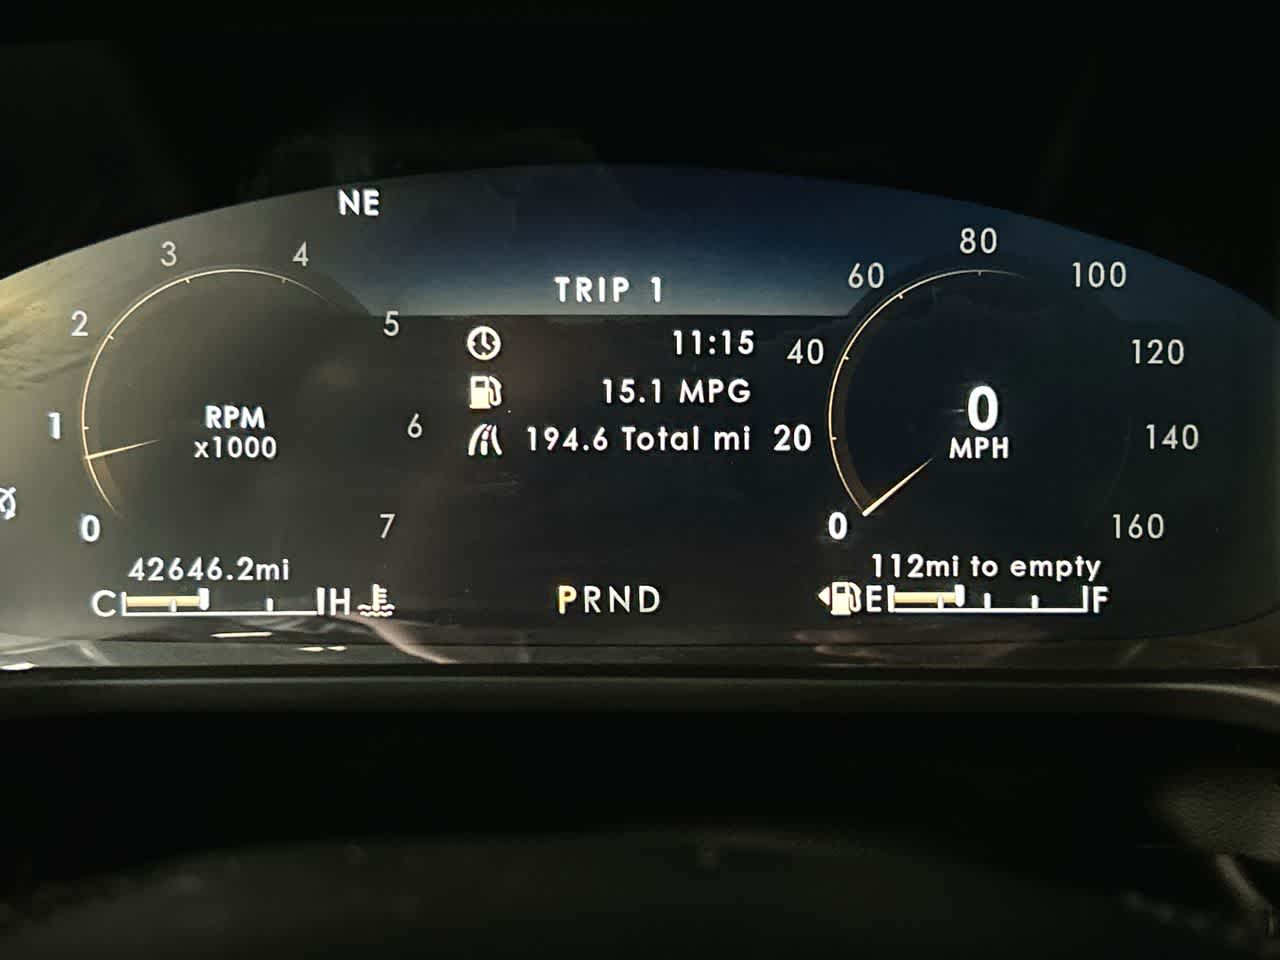 NE
TRIP 1
11:15
15.1 MPG
194.6 Total mi
0
1
2
3
4
5
6
7
RPM
x1000
0
20
40
60
80
100
120
140
160
0
MPH
42646.2mi
C H
PRND
112mi to empty
E F